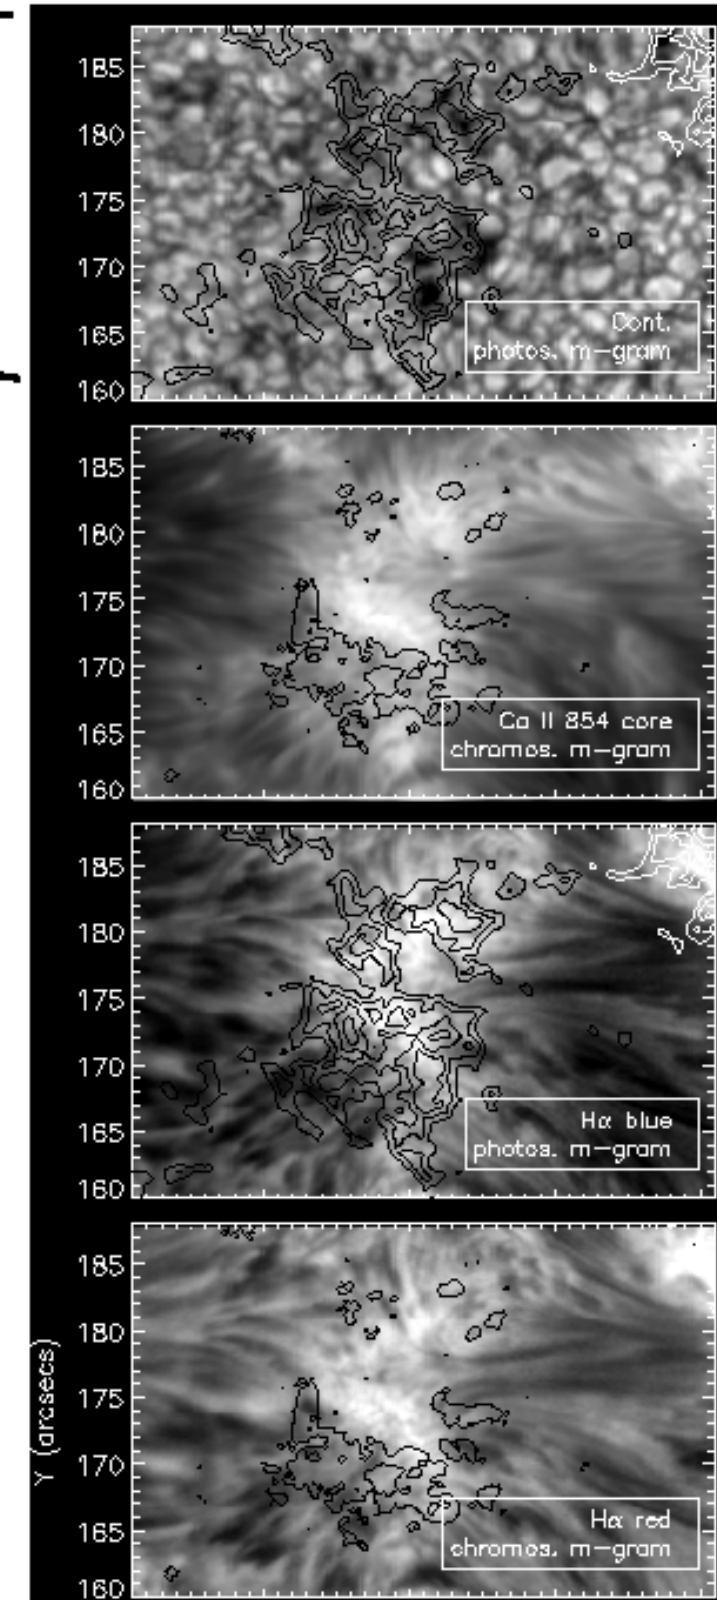 185
180
175
170
165
160
Cont.
photos. m-gram
185
180
175
170
165
160
Ca II 854 core
chromos. m-gram
185
180
175
170
165
160
Hα blue
photos. m-gram
185
180
175
170
165
160
Y (arcsecs)
Hα red
chromos. m-gram